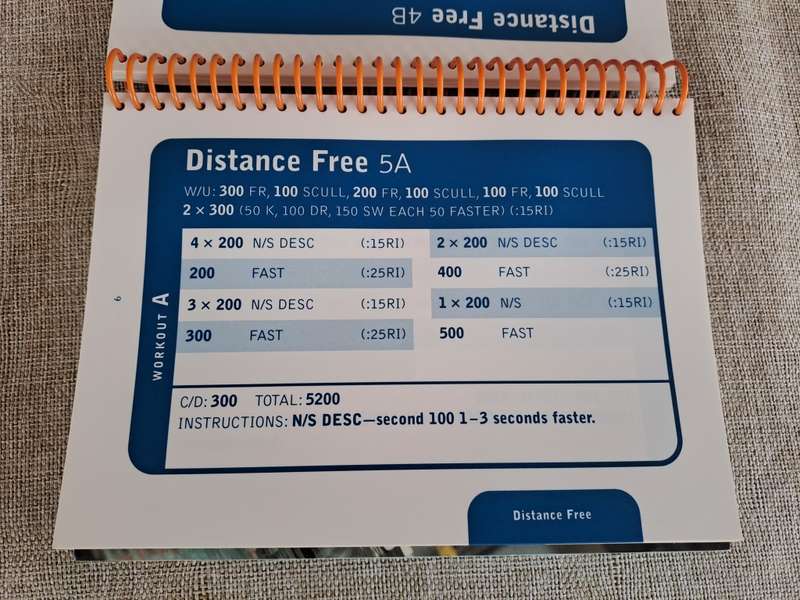 Distance Free 4B
Distance Free 5A
W/U: 300 FR, 100 SCULL, 200 FR, 100 SCULL, 100 FR, 100 SCULL
2 × 300 (50 K, 100 DR, 150 SW EACH 50 FASTER) (:15RI)
4 × 200 N/S DESC (:15RI)
200 FAST (:25RI)
3 × 200 N/S DESC (:15RI)
300 FAST (:25RI)
2 × 200 N/S DESC (:15RI)
400 FAST (:25RI)
1 × 200 N/S (:15RI)
500 FAST
WORKOUT A
6
C/D: 300 TOTAL: 5200
INSTRUCTIONS: N/S DESC—second 100 1–3 seconds faster.
Distance Free